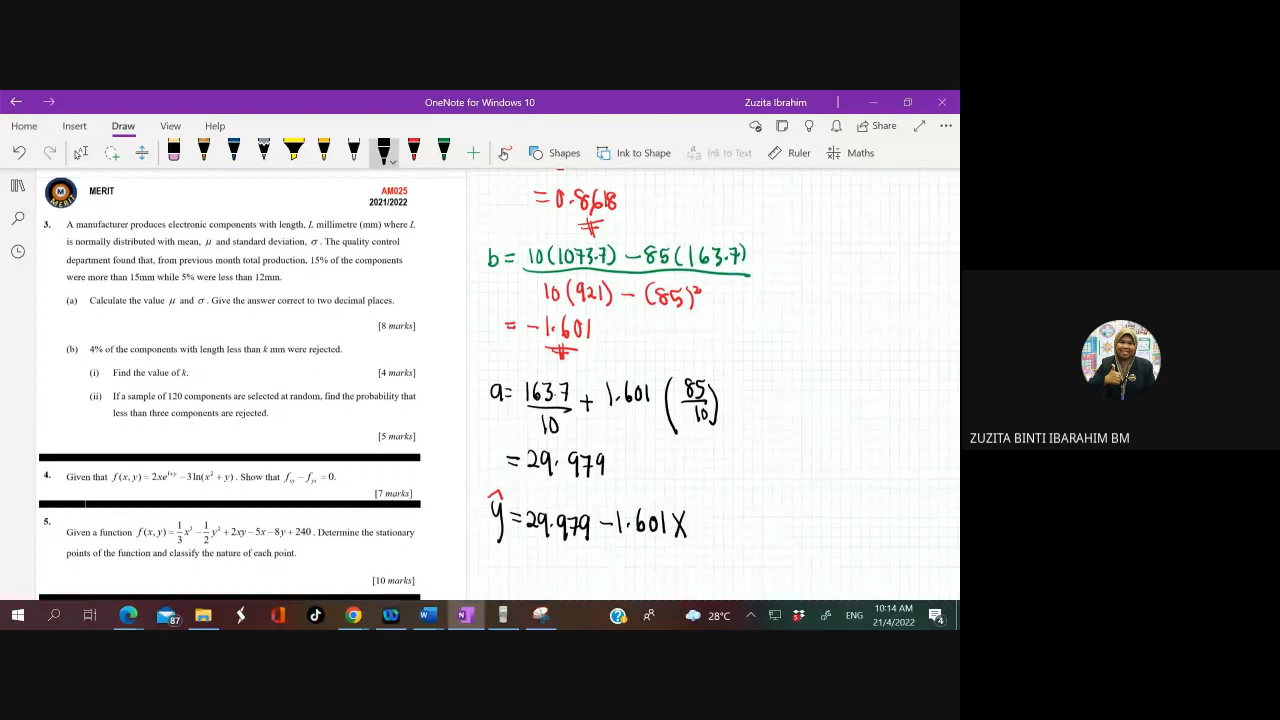 OneNote for Windows 10
Zuzita Ibrahim
Home Insert Draw View Help
Share
Shapes Ink to Shape Ink to Text Ruler Maths
MERIT
AM025
2021/2022
3. A manufacturer produces electronic components with length, L millimetre (mm) where L
is normally distributed with mean, μ and standard deviation, σ. The quality control
department found that, from previous month total production, 15% of the components
were more than 15mm while 5% were less than 12mm.
(a) Calculate the value μ and σ. Give the answer correct to two decimal places.
[8 marks]
(b) 4% of the components with length less than k mm were rejected.
(i) Find the value of k.
[4 marks]
(ii) If a sample of 120 components are selected at random, find the probability that
less than three components are rejected.
[5 marks]
4. Given that f(x, y) = 2xe^(1+y) − 3ln(x² + y). Show that f_xy − f_yx = 0.
[7 marks]
5. Given a function f(x, y) = 1/3 x³ − 1/2 y² + 2xy − 5x − 8y + 240. Determine the stationary
points of the function and classify the nature of each point.
[10 marks]
= 0.8618
b = 10(1073.7) − 85(163.7)
10(921) − (85)²
= −1.601
a = 163.7/10 + 1.601 (85/10)
= 29.979
ŷ = 29.979 − 1.601X
ZUZITA BINTI IBARAHIM BM
87
28°C
5
ENG
10:14 AM
21/4/2022
4